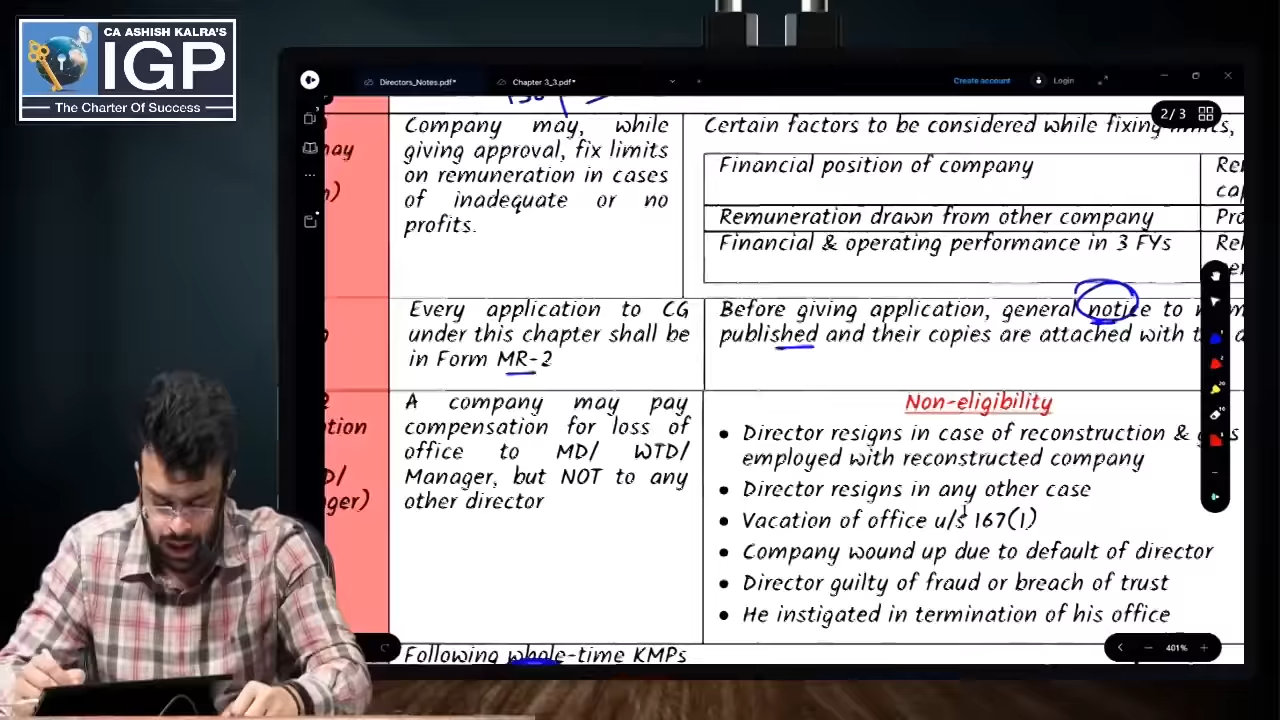 CA ASHISH KALRA'S
IGP
The Charter Of Success
Directors_Notes.pdf*
Chapter 3_3.pdf*
Create account
Login
2/3
may
Company may, while
giving approval, fix limits
on remuneration in cases
of inadequate or no
profits.
Certain factors to be considered while fixing
Financial position of company
Remuneration drawn from other company
Financial & operating performance in 3 FYs
Every application to CG
under this chapter shall be
in Form MR-2
Before giving application, general notice to
published and their copies are attached with
A company may pay
compensation for loss of
office to MD/ WTD/
Manager, but NOT to any
other director
Non-eligibility
• Director resigns in case of reconstruction &
employed with reconstructed company
• Director resigns in any other case
• Vacation of office u/s 167(1)
• Company wound up due to default of director
• Director guilty of fraud or breach of trust
• He instigated in termination of his office
Following whole-time KMPs
401%